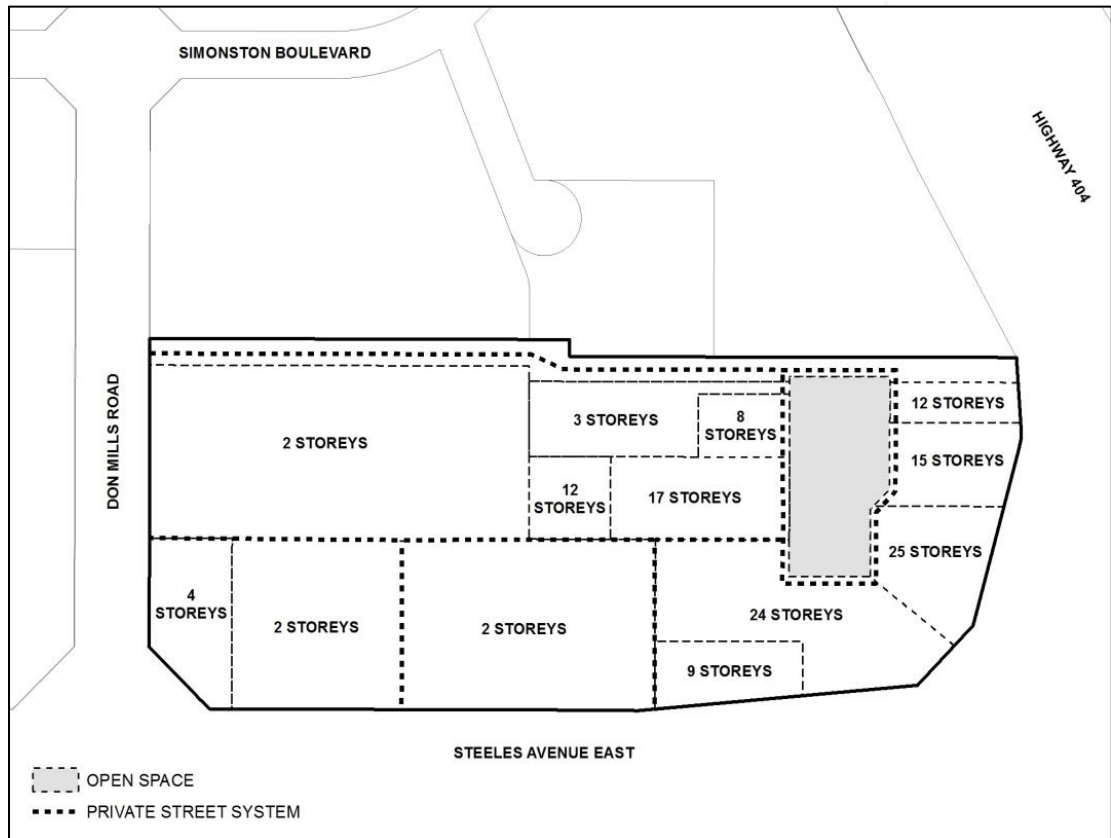 SIMONSTON BOULEVARD
HIGHWAY 404
DON MILLS ROAD
2 STOREYS
3 STOREYS
8
STOREYS
12 STOREYS
15 STOREYS
12
STOREYS
17 STOREYS
25 STOREYS
4
STOREYS
2 STOREYS
2 STOREYS
24 STOREYS
9 STOREYS
STEELES AVENUE EAST
OPEN SPACE
PRIVATE STREET SYSTEM